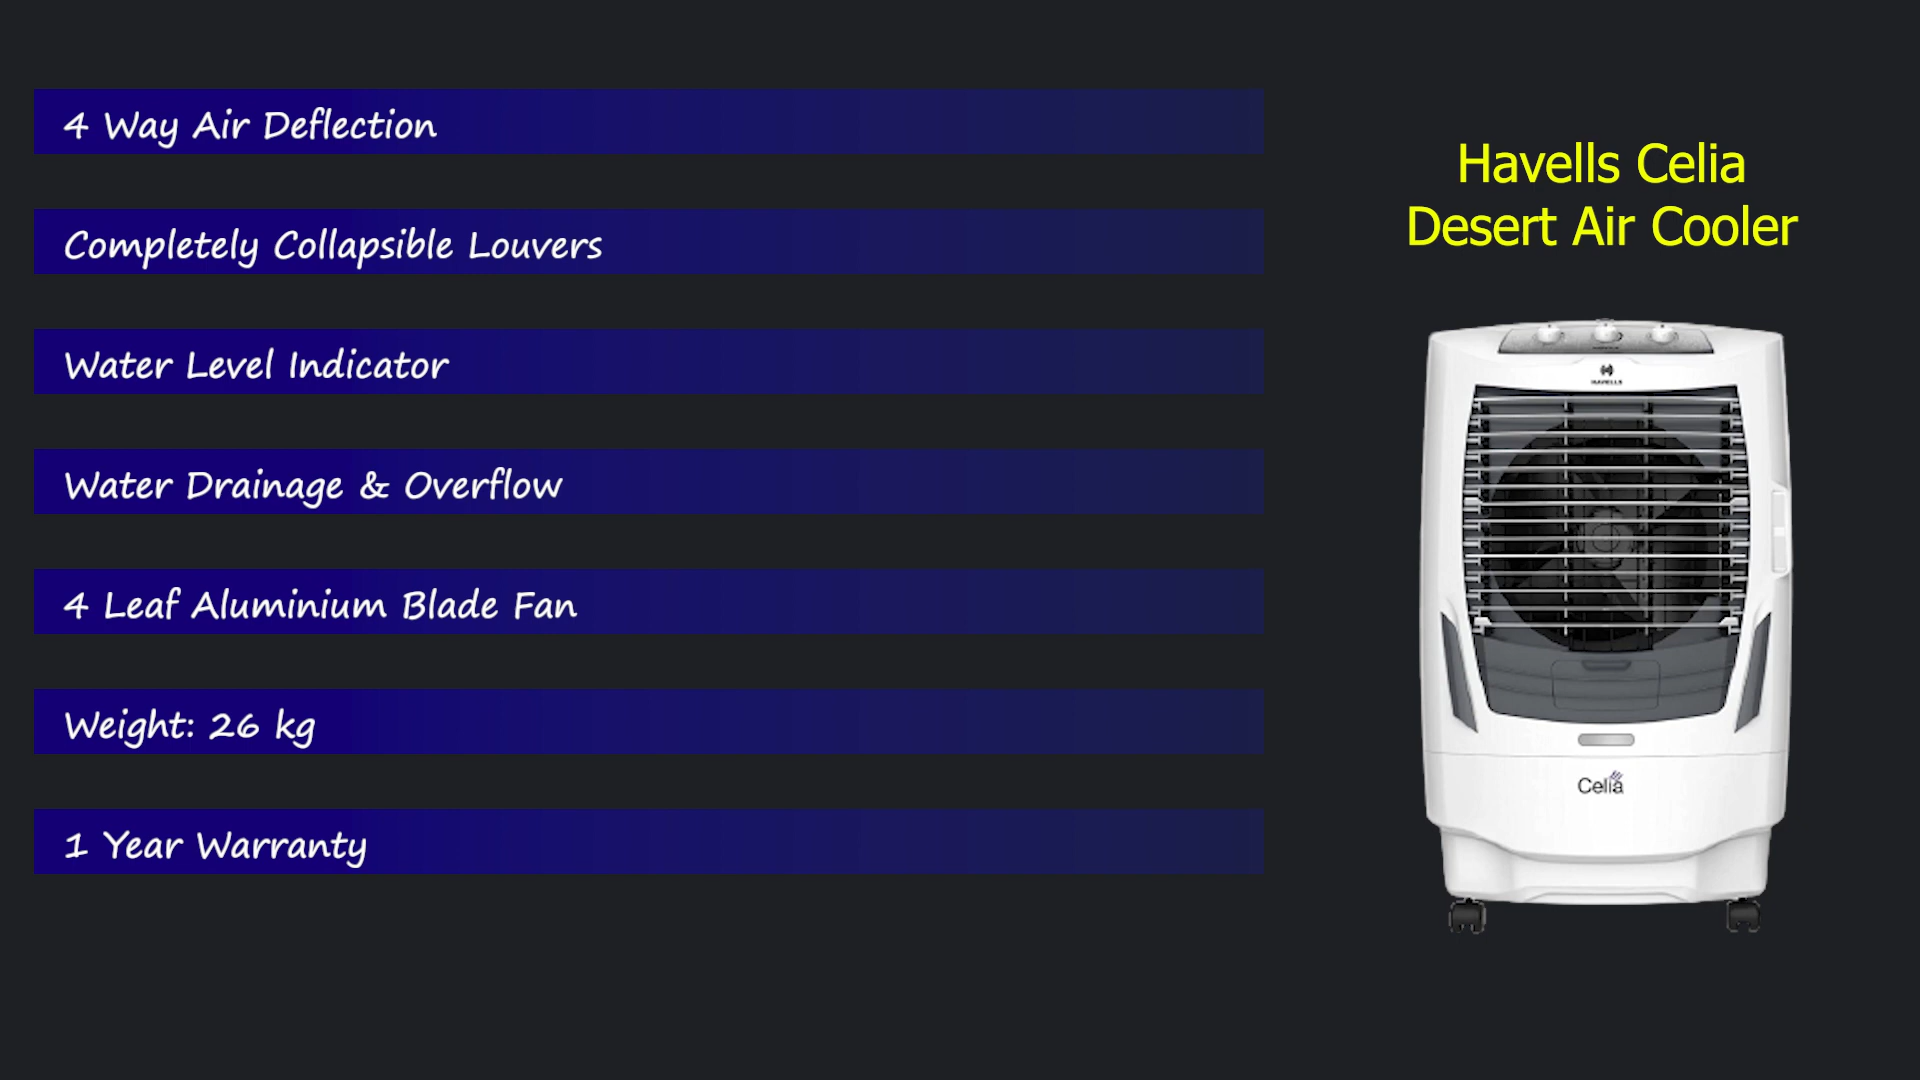 4 Way Air Deflection
Completely Collapsible Louvers
Water Level Indicator
Water Drainage & Overflow
4 Leaf Aluminium Blade Fan
Weight: 26 kg
1 Year Warranty
Havells Celia
Desert Air Cooler
HAVELLS
Celia